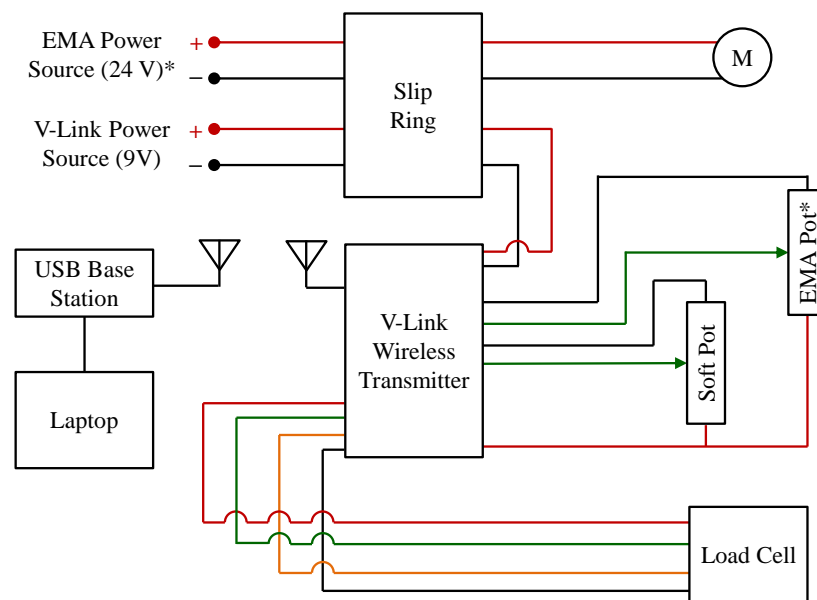 EMA Power
Source (24 V)*
+
−
V-Link Power
Source (9V)
+
−
Slip
Ring
M
USB Base
Station
Laptop
V-Link
Wireless
Transmitter
EMA Pot*
Soft Pot
Load Cell